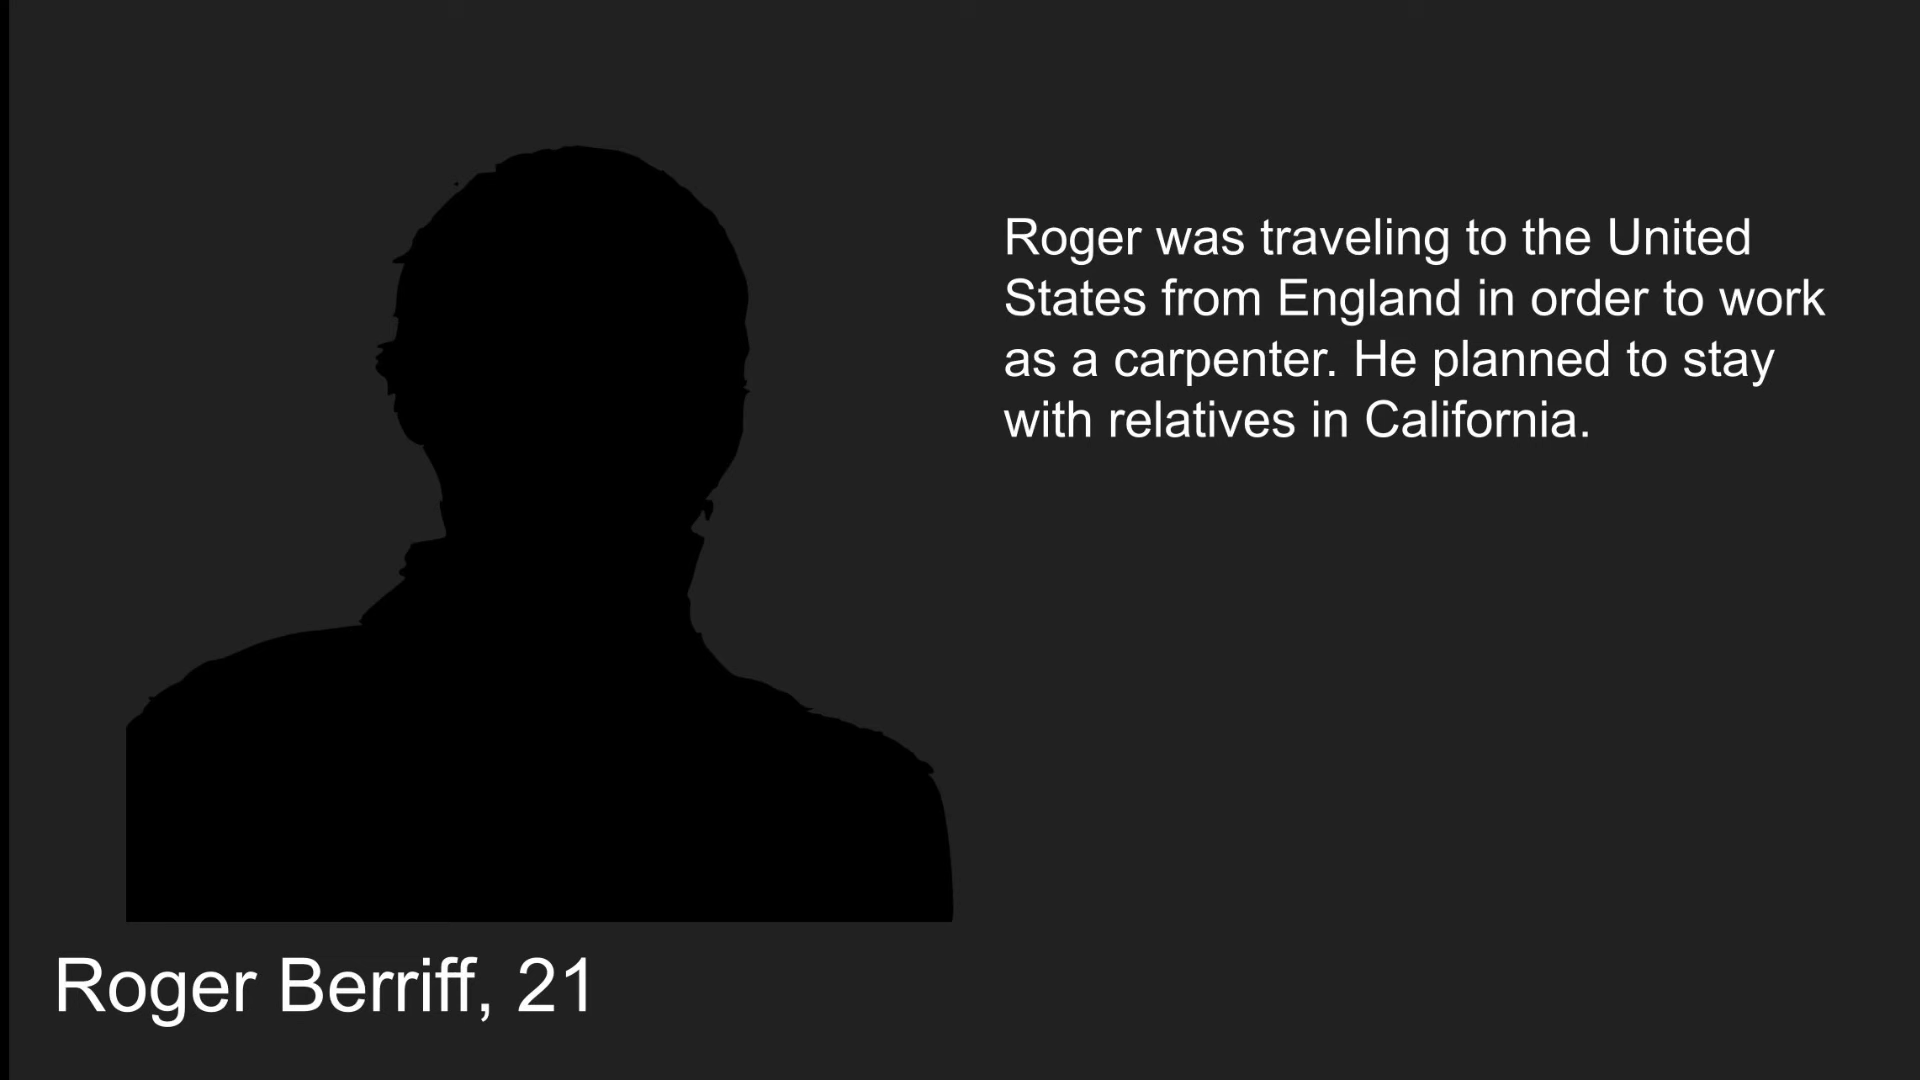 Roger was traveling to the United
States from England in order to work
as a carpenter. He planned to stay
with relatives in California.
Roger Berriff, 21